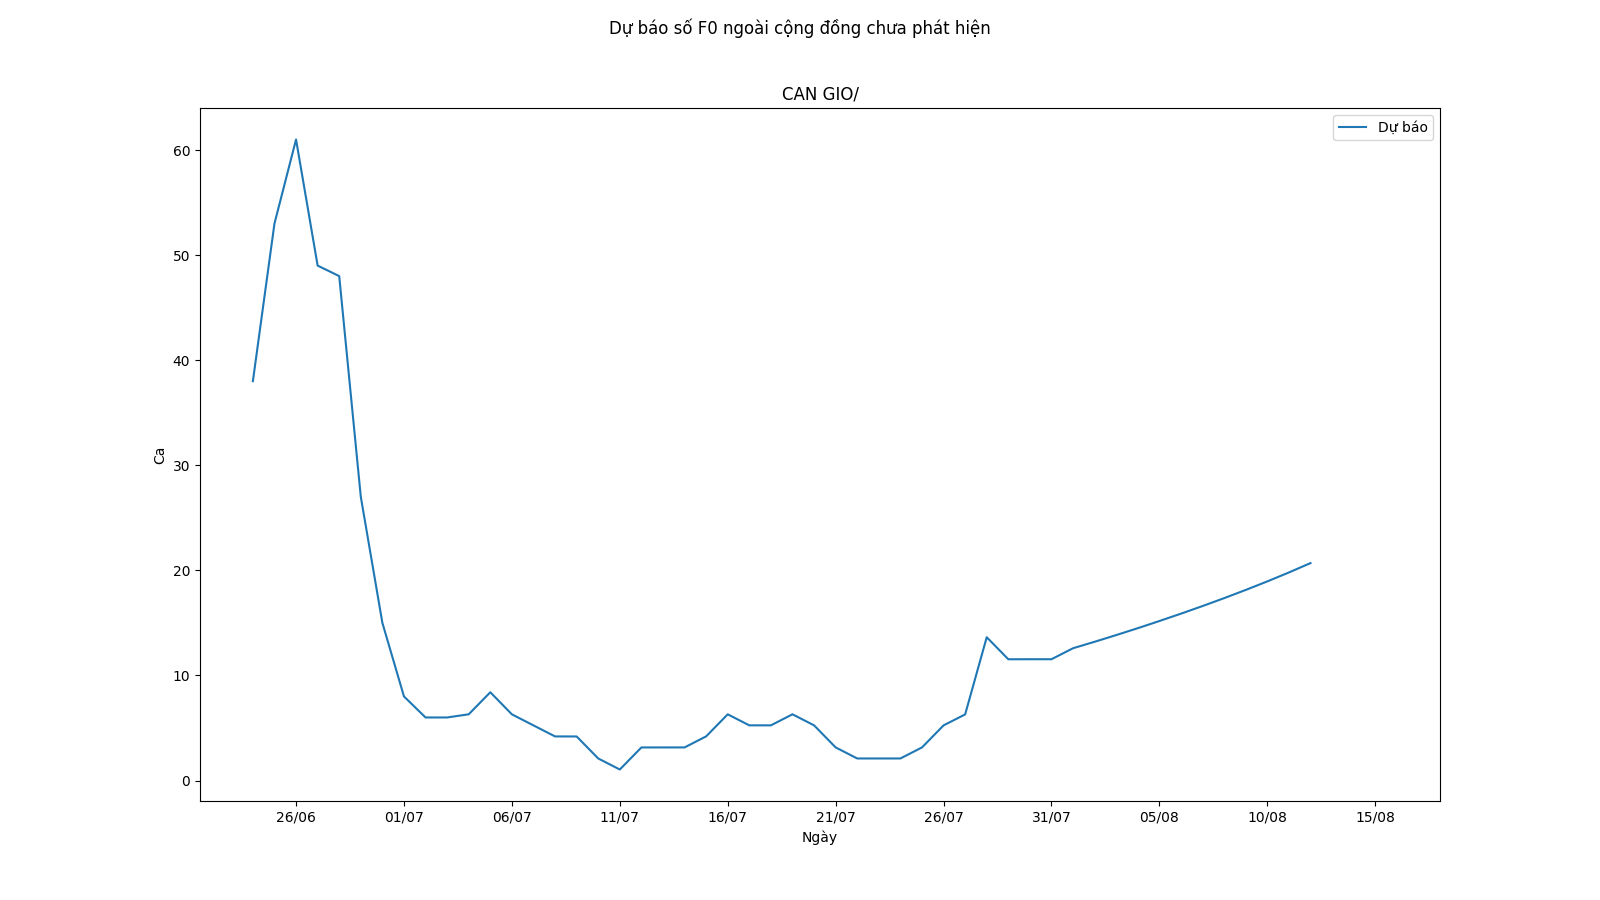 Dự báo số F0 ngoài cộng đồng chưa phát hiện
CAN GIO/
Dự báo
60
50
40
30
20
10
0
Ca
26/06 01/07 06/07 11/07 16/07 21/07 26/07 31/07 05/08 10/08 15/08
Ngày